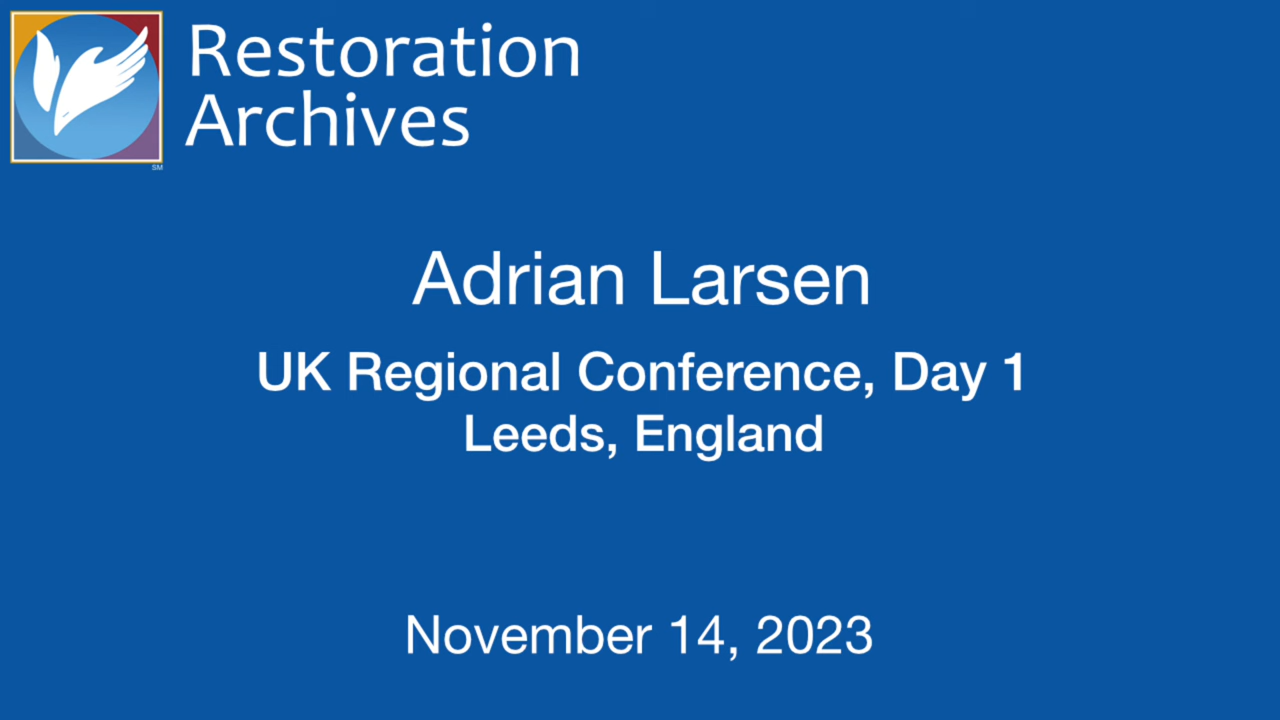 Restoration
Archives
SM
Adrian Larsen
UK Regional Conference, Day 1
Leeds, England
November 14, 2023